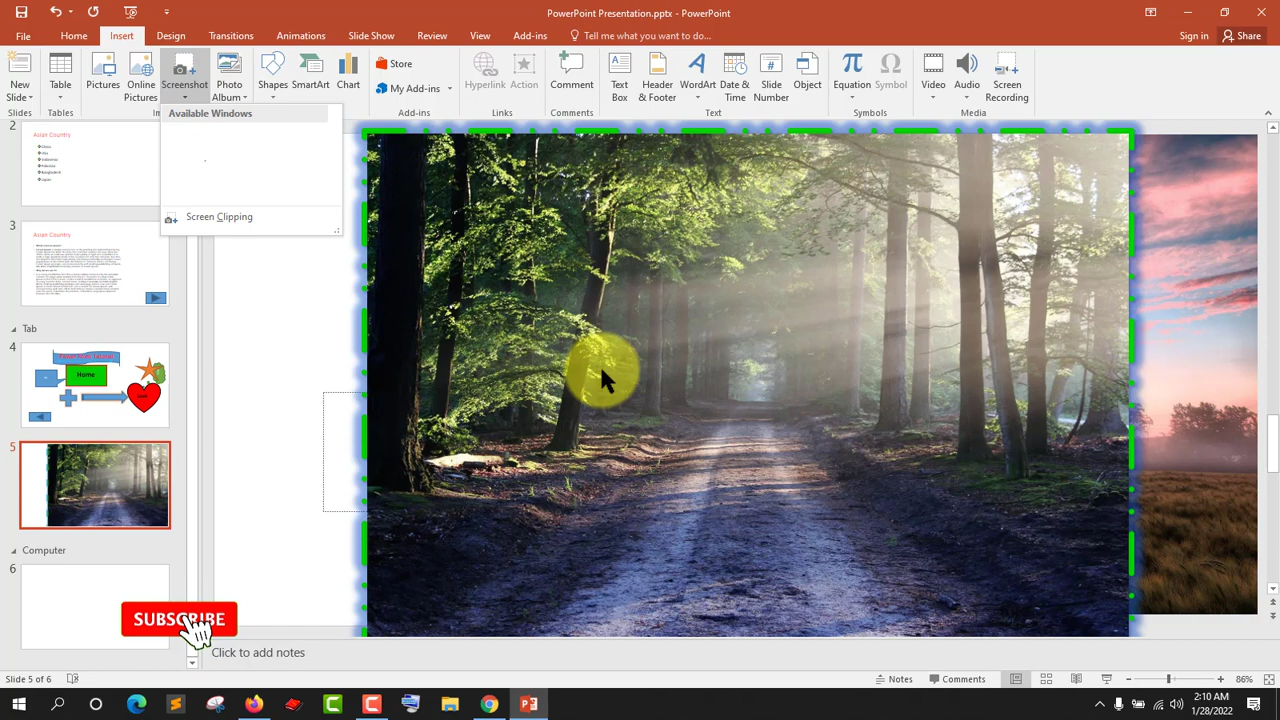 PowerPoint Presentation.pptx - PowerPoint
File Home Insert Design Transitions Animations Slide Show Review View Add-ins Tell me what you want to do... Sign in Share
New Slide Table Pictures Online Pictures Screenshot Photo Album Shapes SmartArt Chart Store My Add-ins Hyperlink Action Comment Text Box Header & Footer WordArt Date & Time Slide Number Object Equation Symbol Video Audio Screen Recording
Slides Tables Add-ins Links Comments Text Symbols Media
Available Windows
Screen Clipping
2
Asian Country
3
Asian Country
Tab
4
Home
5
Computer
6
SUBSCRIBE
Click to add notes
Slide 5 of 6 Notes Comments 86%
2:10 AM
1/28/2022